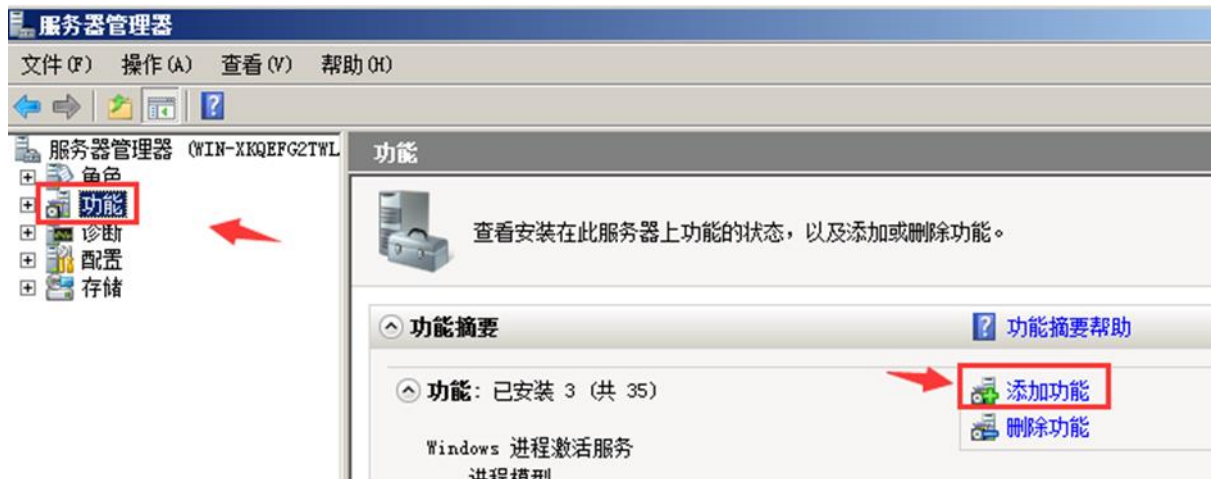 服务器管理器
文件(F) 操作(A) 查看(V) 帮助(H)
服务器管理器 (WIN-XKQEFG2TWL
角色
功能
诊断
配置
存储
功能
查看安装在此服务器上功能的状态，以及添加或删除功能。
功能摘要
功能摘要帮助
功能: 已安装 3 (共 35)
添加功能
删除功能
Windows 进程激活服务
进程模型